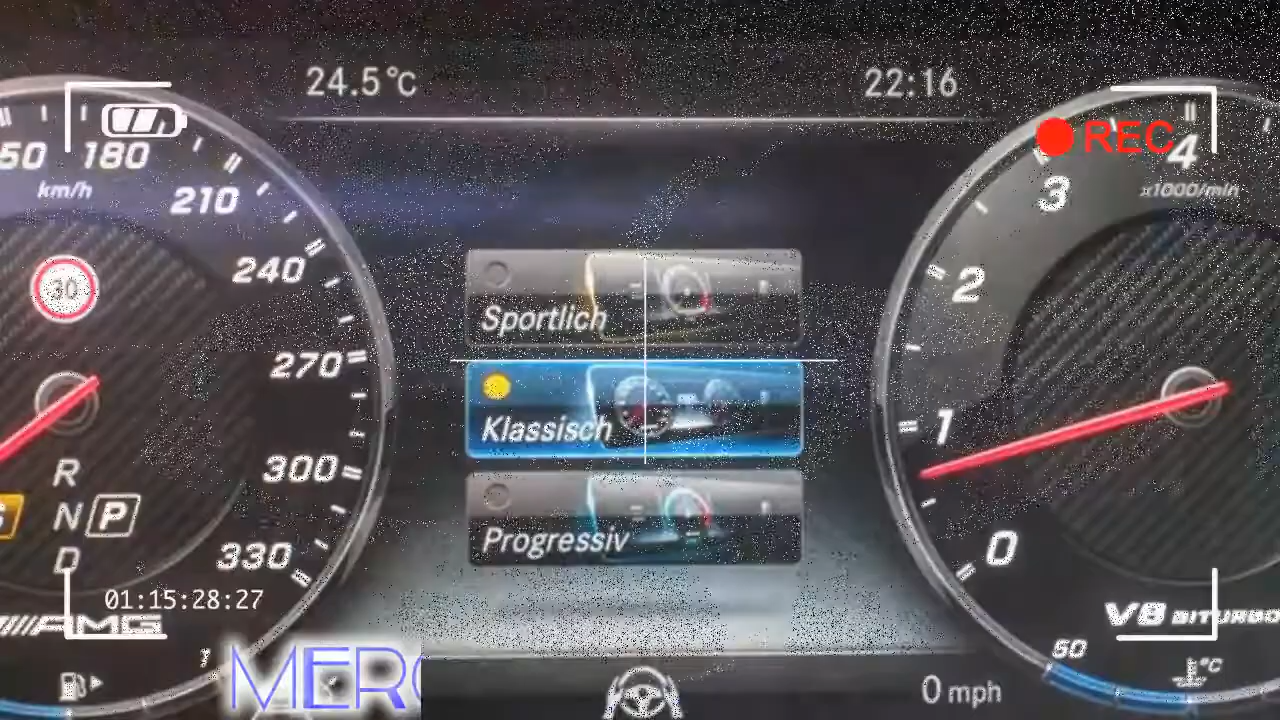 24.5°C
22:16
50 180
km/h
210
240
270
300
330
30
R
N P
D
AMG
01:15:28:27
REC
4
3
2
1
0
x1000/min
Sportlich
Klassisch
Progressiv
V8 BITURBO
50
°C
MERC
0 mph